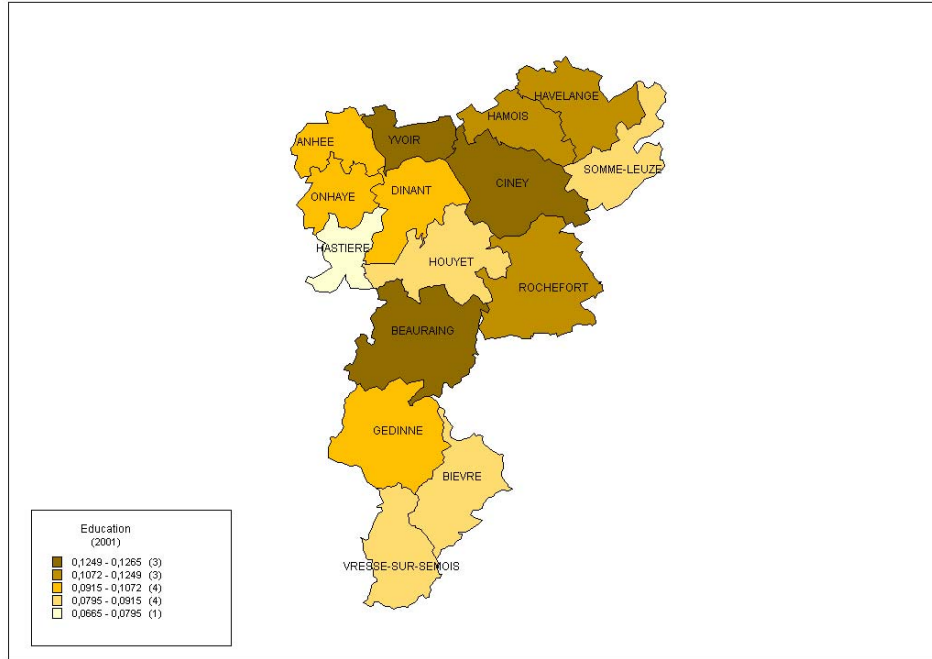 HAVELANGE
HAMOIS
YVOIR
ANHEE
SOMME-LEUZE
CINEY
DINANT
ONHAYE
HASTIERE
HOUYET
ROCHEFORT
BEAURAING
GEDINNE
BIEVRE
VRESSE-SUR-SEMOIS
Education
(2001)
0,1249 - 0,1265 (3)
0,1072 - 0,1249 (3)
0,0915 - 0,1072 (4)
0,0795 - 0,0915 (4)
0,0665 - 0,0795 (1)